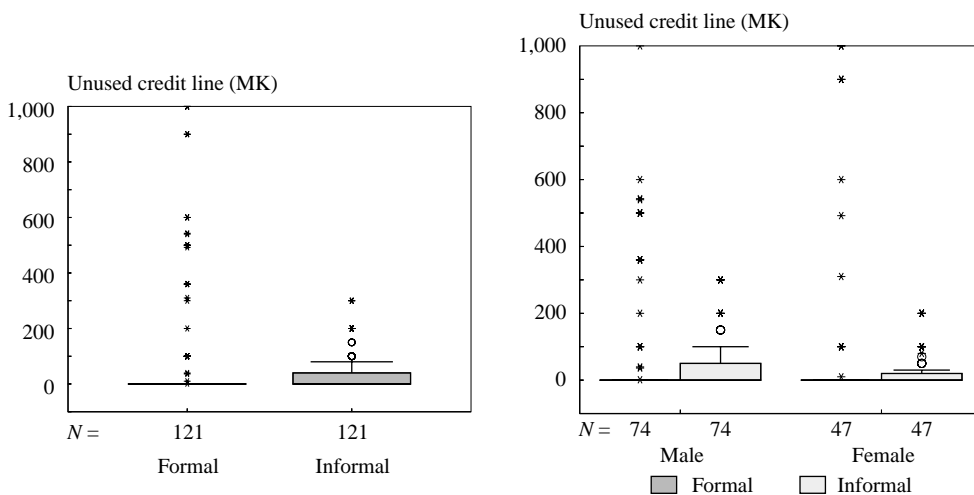 Unused credit line (MK)
1,000
800
600
400
200
0
N = 121 121
Formal Informal
Unused credit line (MK)
1,000
800
600
400
200
0
N = 74 74 47 47
Male Female
Formal Informal